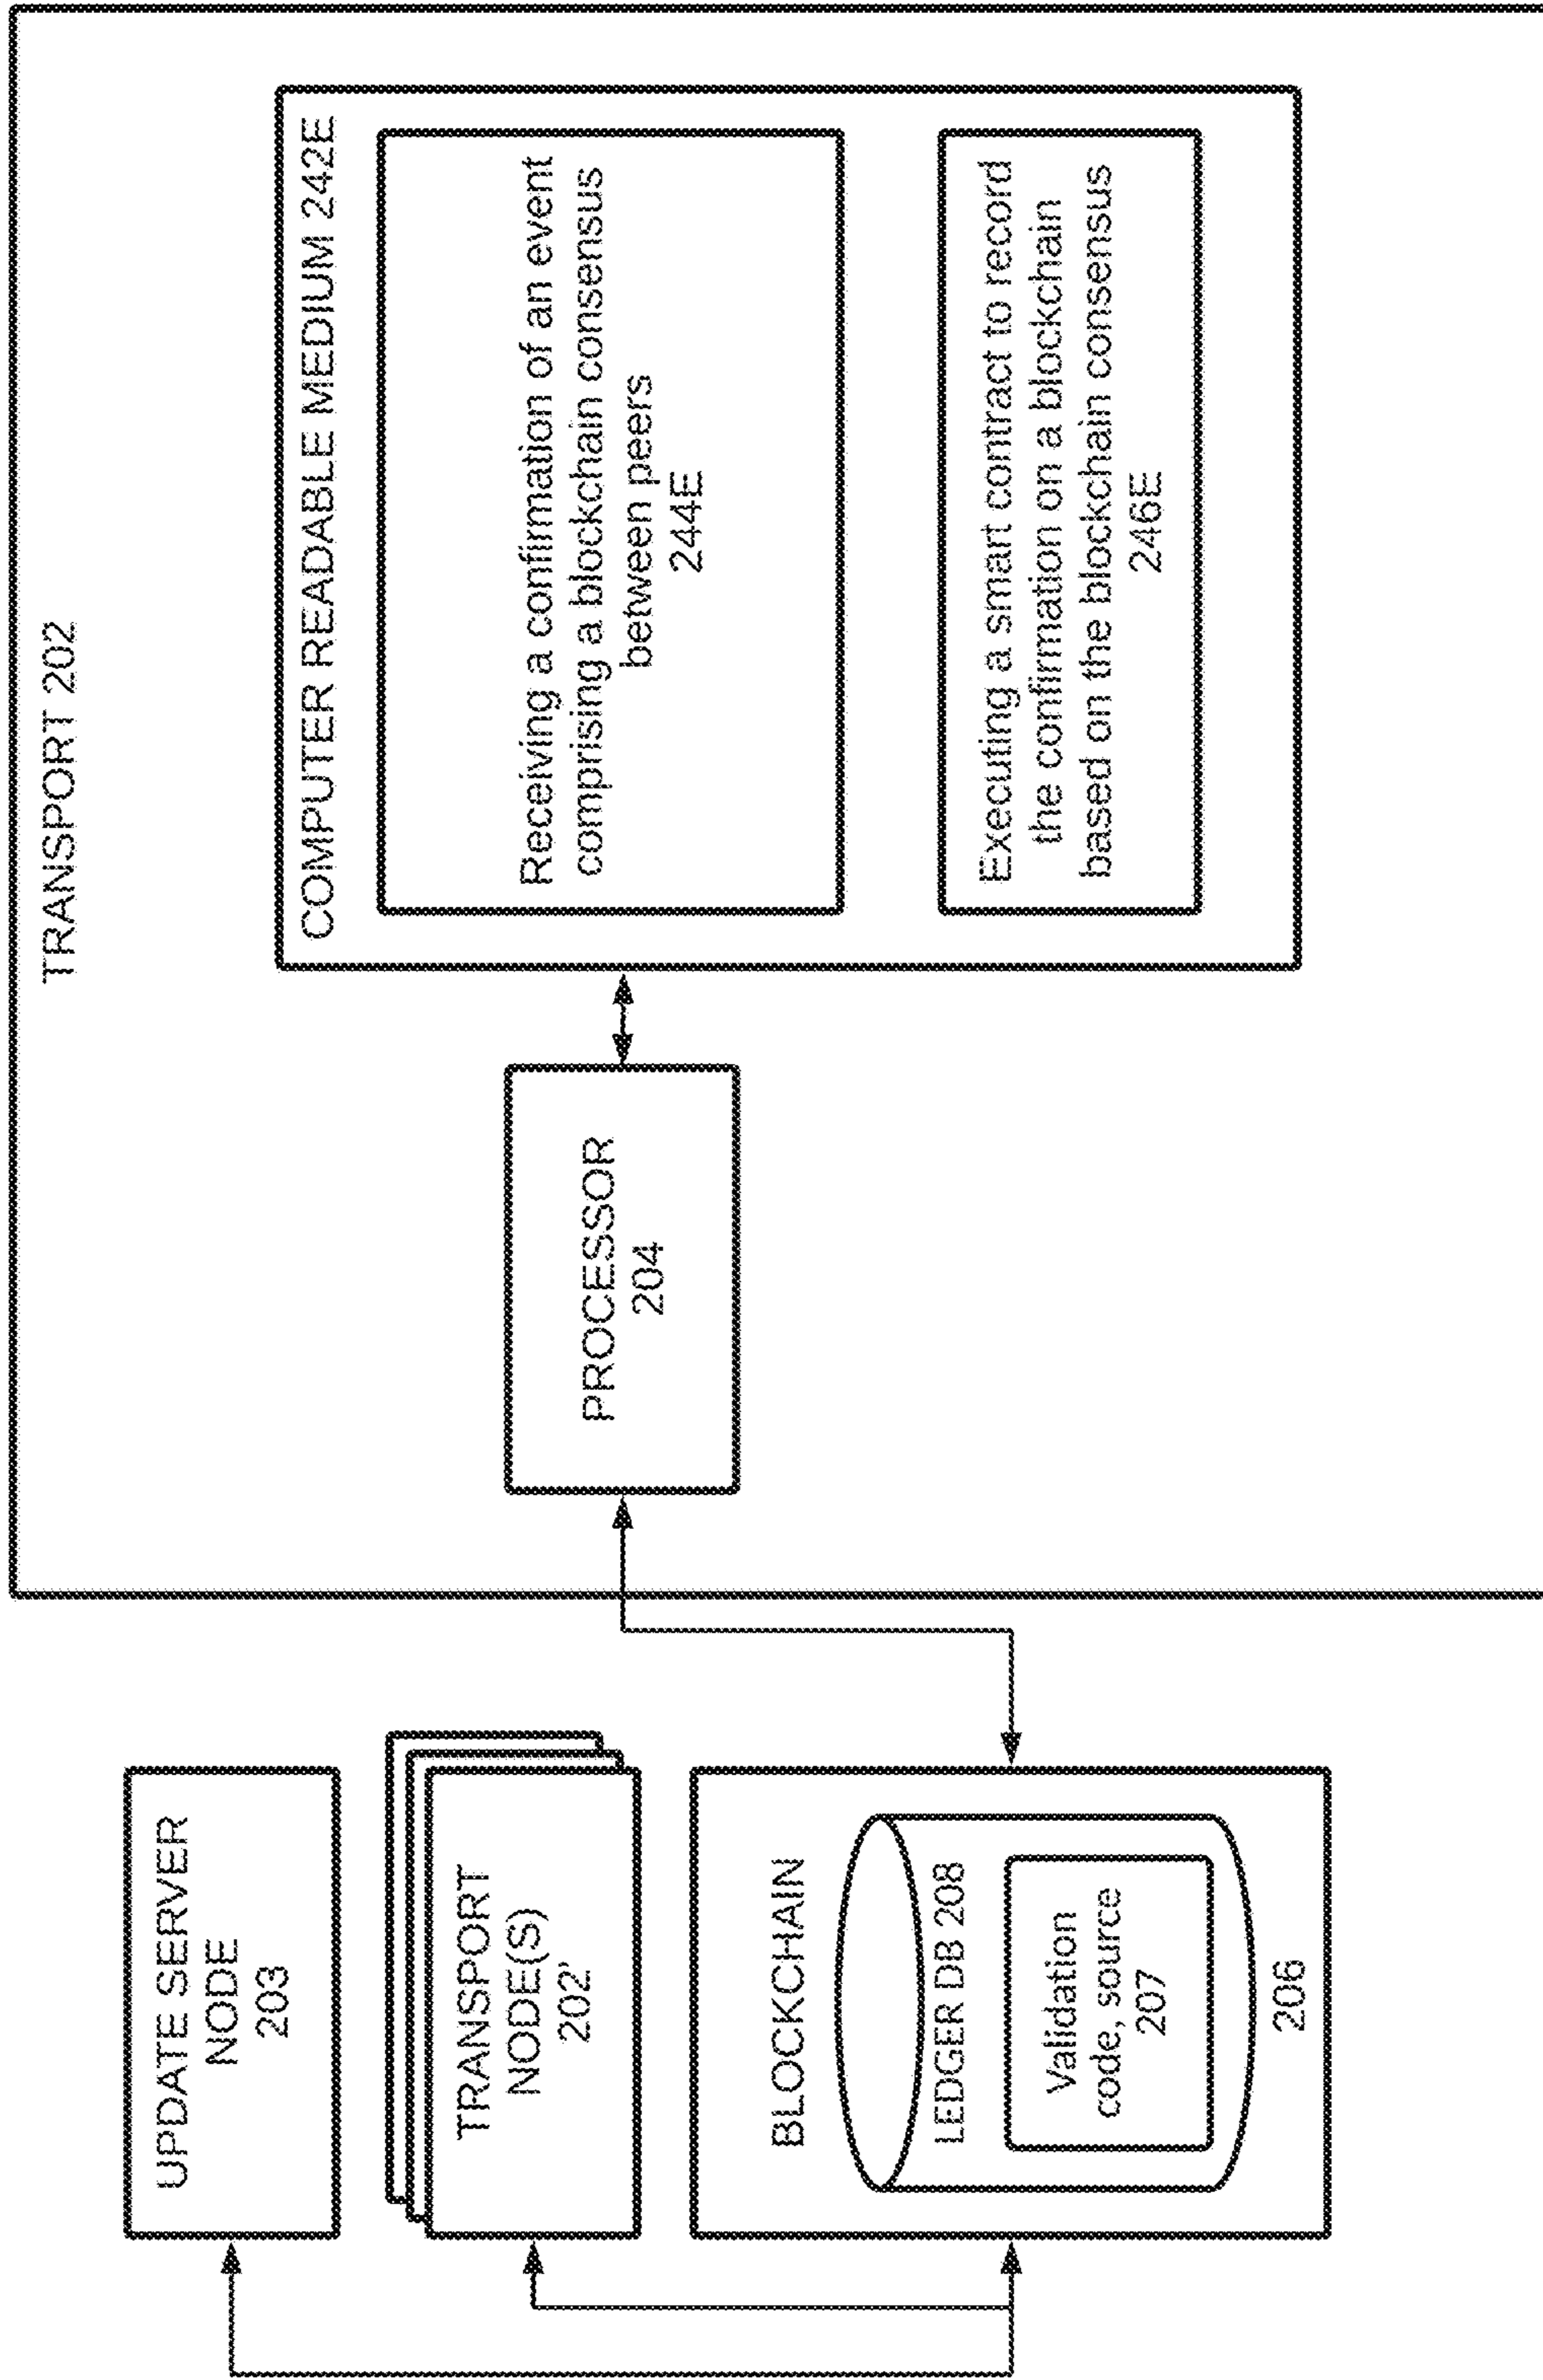 TRANSPORT 202
UPDATE SERVER
NODE
203
TRANSPORT
NODE(S)
202'
BLOCKCHAIN
LEDGER DB 208
Validation
code, source
207
206
PROCESSOR
204
COMPUTER READABLE MEDIUM 242E
Receiving a confirmation of an event
comprising a blockchain consensus
between peers
244E
Executing a smart contract to record
the confirmation on a blockchain
based on the blockchain consensus
246E